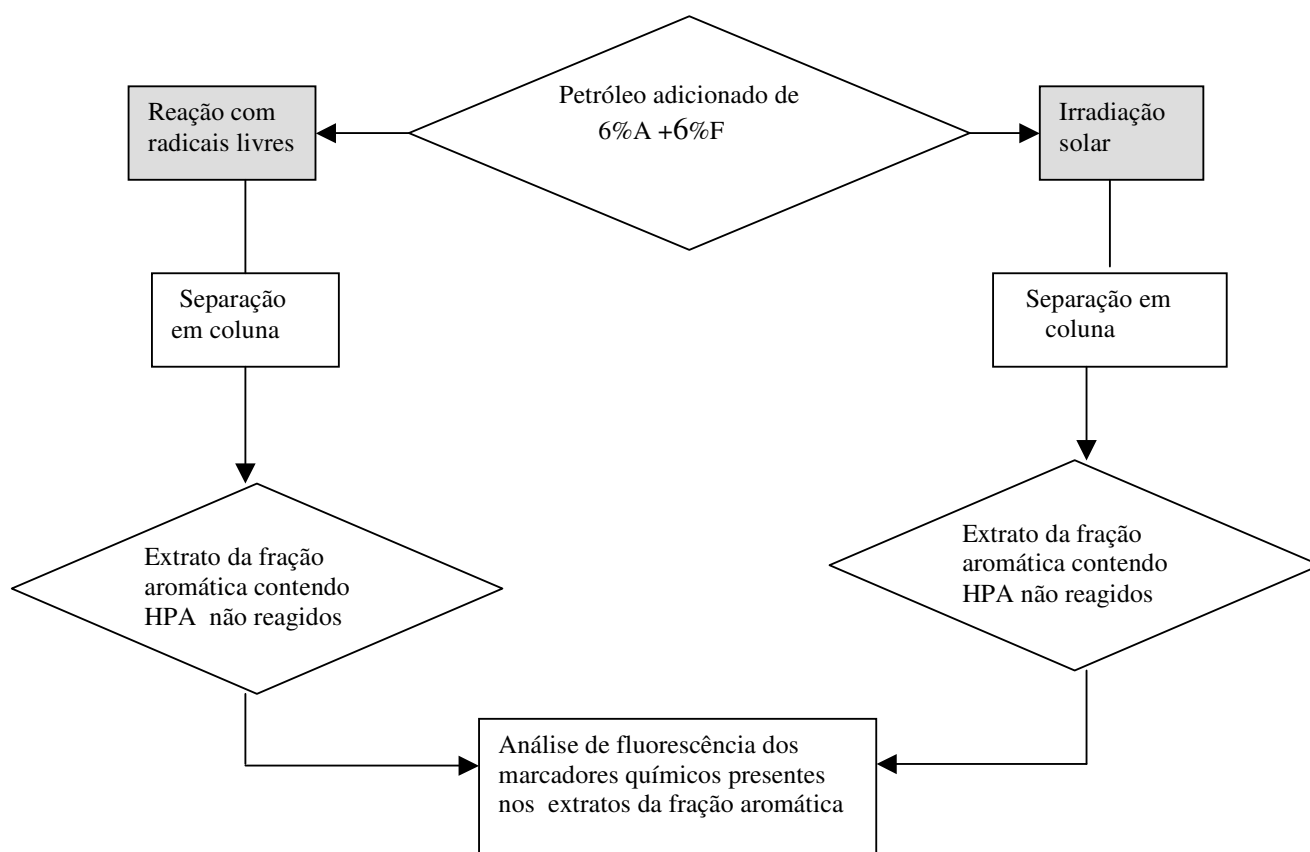 Petróleo adicionado de
6%A +6%F
Reação com
radicais livres
Irradiação
solar
Separação
em coluna
Separação em
coluna
Extrato da fração
aromática contendo
HPA não reagidos
Extrato da fração
aromática contendo
HPA não reagidos
Análise de fluorescência dos
marcadores químicos presentes
nos extratos da fração aromática